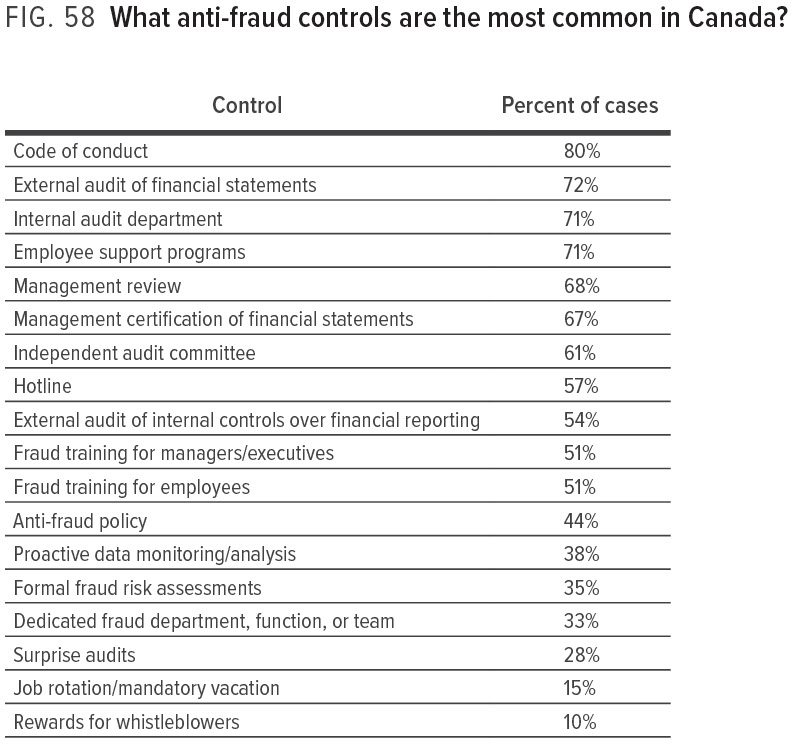 FIG. 58 What anti-fraud controls are the most common in Canada?
Control Percent of cases
Code of conduct 80%
External audit of financial statements 72%
Internal audit department 71%
Employee support programs 71%
Management review 68%
Management certification of financial statements 67%
Independent audit committee 61%
Hotline 57%
External audit of internal controls over financial reporting 54%
Fraud training for managers/executives 51%
Fraud training for employees 51%
Anti-fraud policy 44%
Proactive data monitoring/analysis 38%
Formal fraud risk assessments 35%
Dedicated fraud department, function, or team 33%
Surprise audits 28%
Job rotation/mandatory vacation 15%
Rewards for whistleblowers 10%